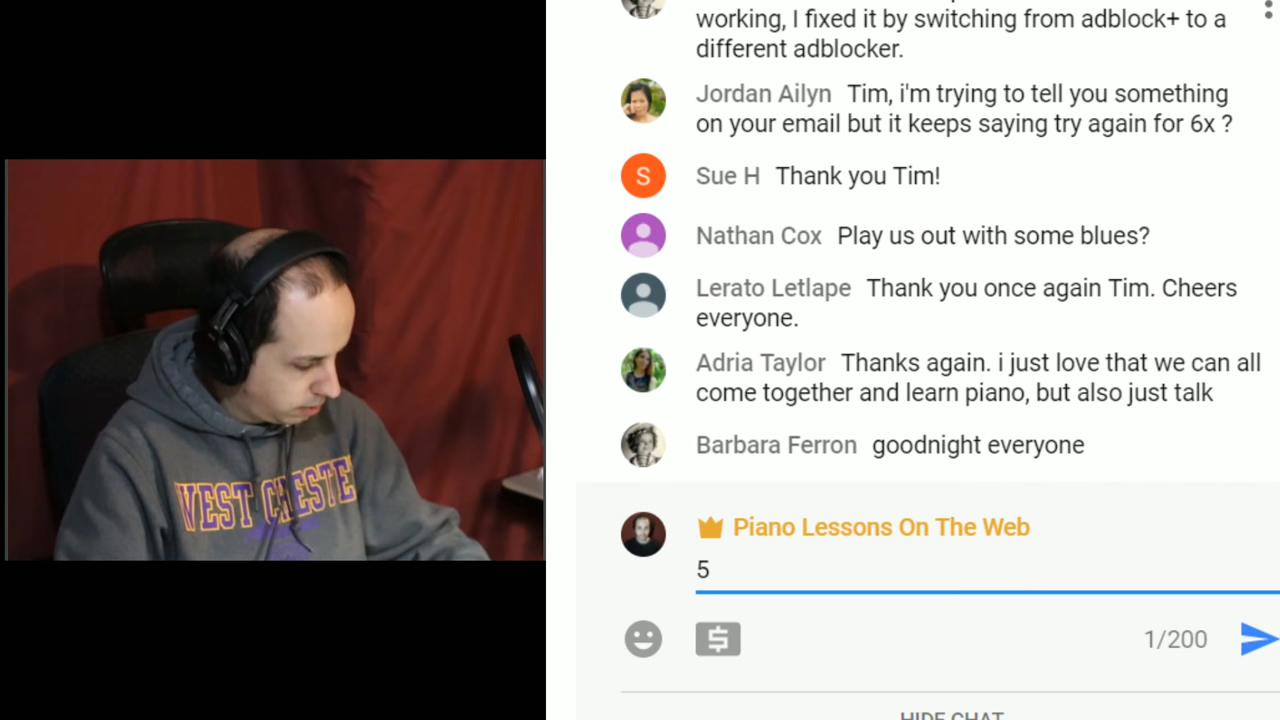 working, I fixed it by switching from adblock+ to a
different adblocker.
Jordan Ailyn Tim, i'm trying to tell you something
on your email but it keeps saying try again for 6x ?
S Sue H Thank you Tim!
Nathan Cox Play us out with some blues?
Lerato Letlape Thank you once again Tim. Cheers
everyone.
Adria Taylor Thanks again. i just love that we can all
come together and learn piano, but also just talk
Barbara Ferron goodnight everyone
Piano Lessons On The Web
5
1/200
HIDE CHAT
WEST CHESTE